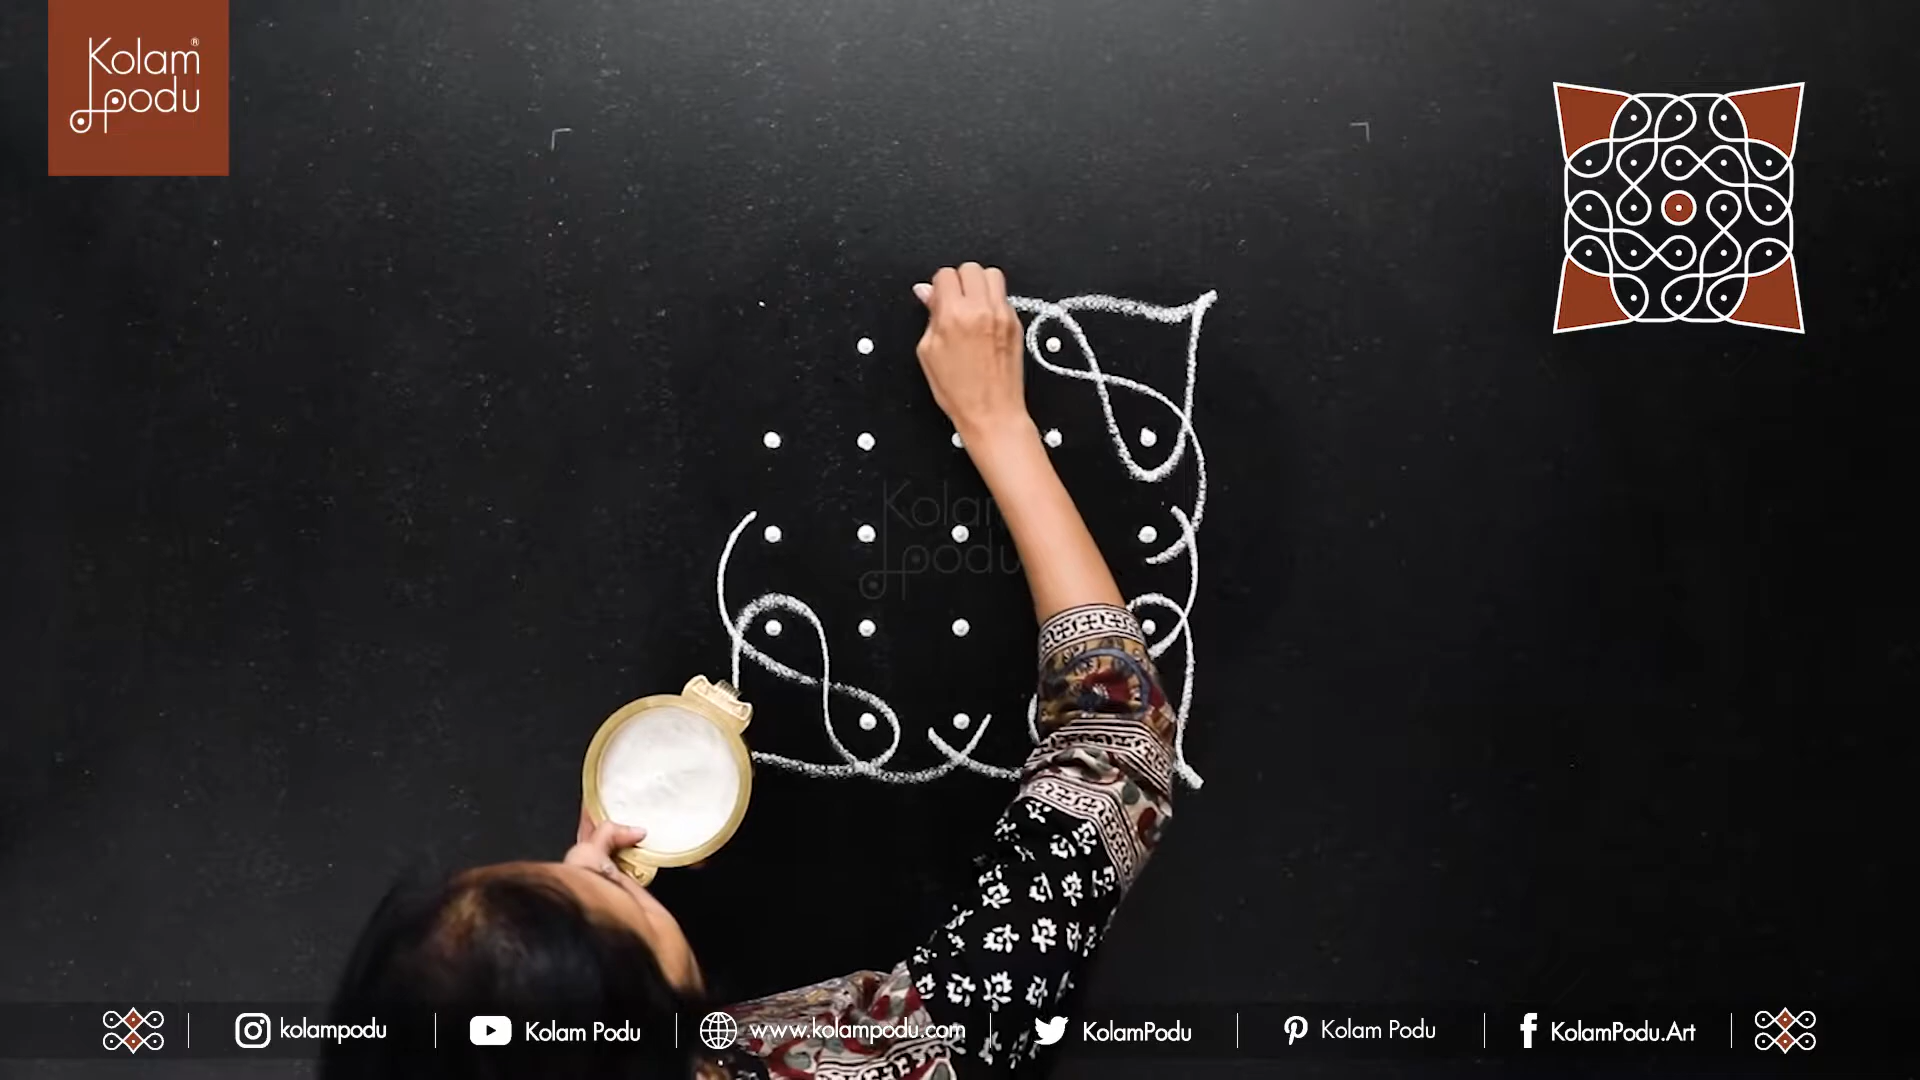 Kolam®
podu
Kolam
podu
kolampodu
Kolam Podu
www.kolampodu.com
KolamPodu
Kolam Podu
KolamPodu.Art